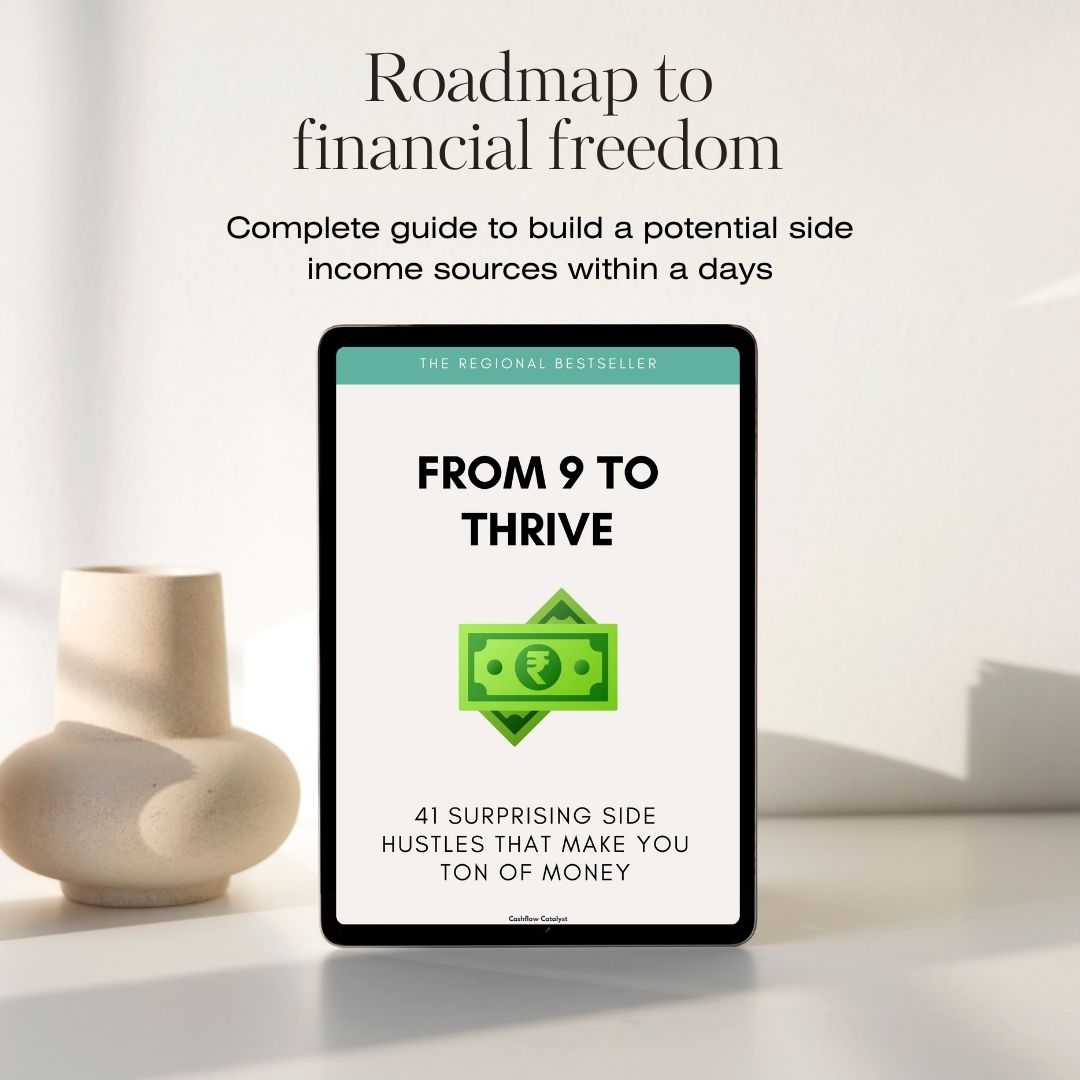 Roadmap to
financial freedom
Complete guide to build a potential side
income sources within a days
THE REGIONAL BESTSELLER
FROM 9 TO
THRIVE
₹
41 SURPRISING SIDE
HUSTLES THAT MAKE YOU
TON OF MONEY
Cashflow Catalyst